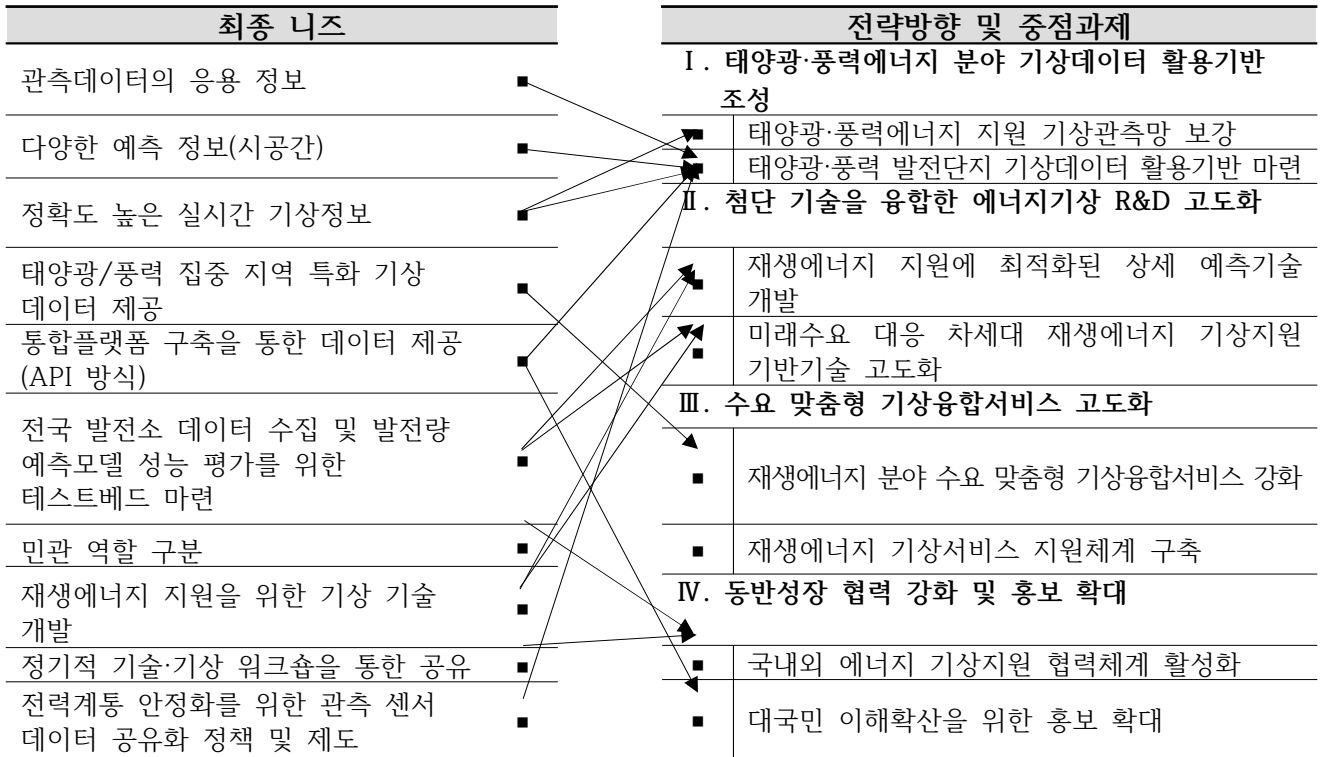 최종 니즈
관측데이터의 응용 정보
■
다양한 예측 정보(시공간)
■
정확도 높은 실시간 기상정보
■
태양광/풍력 집중 지역 특화 기상
데이터 제공
■
통합플랫폼 구축을 통한 데이터 제공
(API 방식)
■
전국 발전소 데이터 수집 및 발전량
예측모델 성능 평가를 위한
테스트베드 마련
■
민관 역할 구분
■
재생에너지 지원을 위한 기상 기술
개발
■
정기적 기술·기상 워크숍을 통한 공유
■
전력계통 안정화를 위한 관측 센서
데이터 공유화 정책 및 제도
■
전략방향 및 중점과제
Ⅰ. 태양광·풍력에너지 분야 기상데이터 활용기반
조성
■ 태양광·풍력에너지 지원 기상관측망 보강
■ 태양광·풍력 발전단지 기상데이터 활용기반 마련
Ⅱ. 첨단 기술을 융합한 에너지기상 R&D 고도화
■ 재생에너지 지원에 최적화된 상세 예측기술
개발
■ 미래수요 대응 차세대 재생에너지 기상지원
기반기술 고도화
Ⅲ. 수요 맞춤형 기상융합서비스 고도화
■ 재생에너지 분야 수요 맞춤형 기상융합서비스 강화
■ 재생에너지 기상서비스 지원체계 구축
Ⅳ. 동반성장 협력 강화 및 홍보 확대
■ 국내외 에너지 기상지원 협력체계 활성화
■ 대국민 이해확산을 위한 홍보 확대